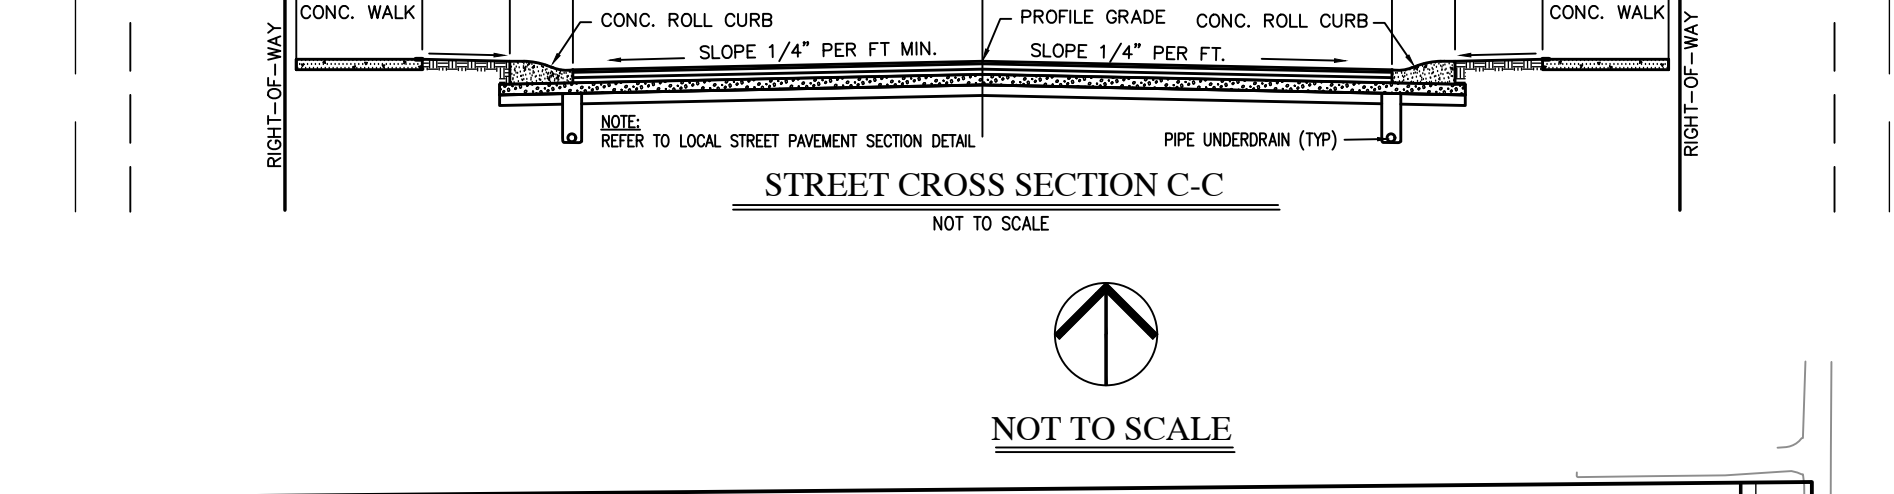 CONC. WALK
CONC. ROLL CURB
PROFILE GRADE
CONC. ROLL CURB
CONC. WALK
SLOPE 1/4" PER FT MIN.
SLOPE 1/4" PER FT.
RIGHT-OF-WAY
RIGHT-OF-WAY
NOTE:
REFER TO LOCAL STREET PAVEMENT SECTION DETAIL
PIPE UNDERDRAIN (TYP)
STREET CROSS SECTION C-C
NOT TO SCALE
NOT TO SCALE